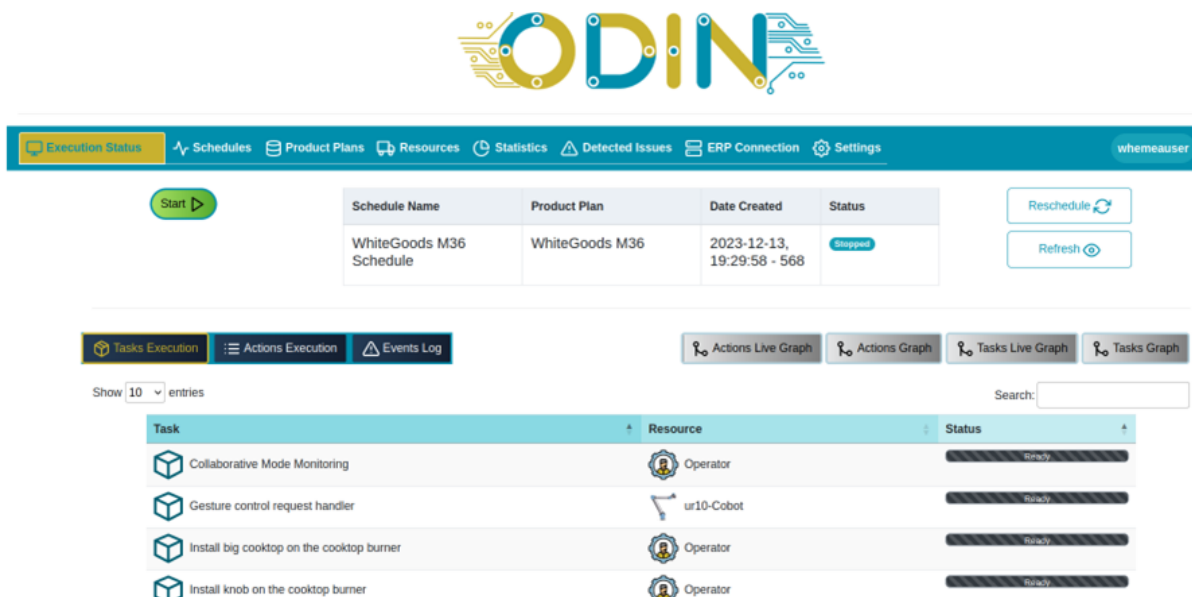 ODIN
Execution Status Schedules Product Plans Resources Statistics Detected Issues ERP Connection Settings whemeauser
Start
Schedule Name Product Plan Date Created Status
WhiteGoods M36 Schedule WhiteGoods M36 2023-12-13, 19:29:58 - 568 Stopped
Reschedule
Refresh
Tasks Execution Actions Execution Events Log Actions Live Graph Actions Graph Tasks Live Graph Tasks Graph
Show 10 entries Search:
Task Resource Status
Collaborative Mode Monitoring Operator Ready
Gesture control request handler ur10-Cobot Ready
Install big cooktop on the cooktop burner Operator Ready
Install knob on the cooktop burner Operator Ready